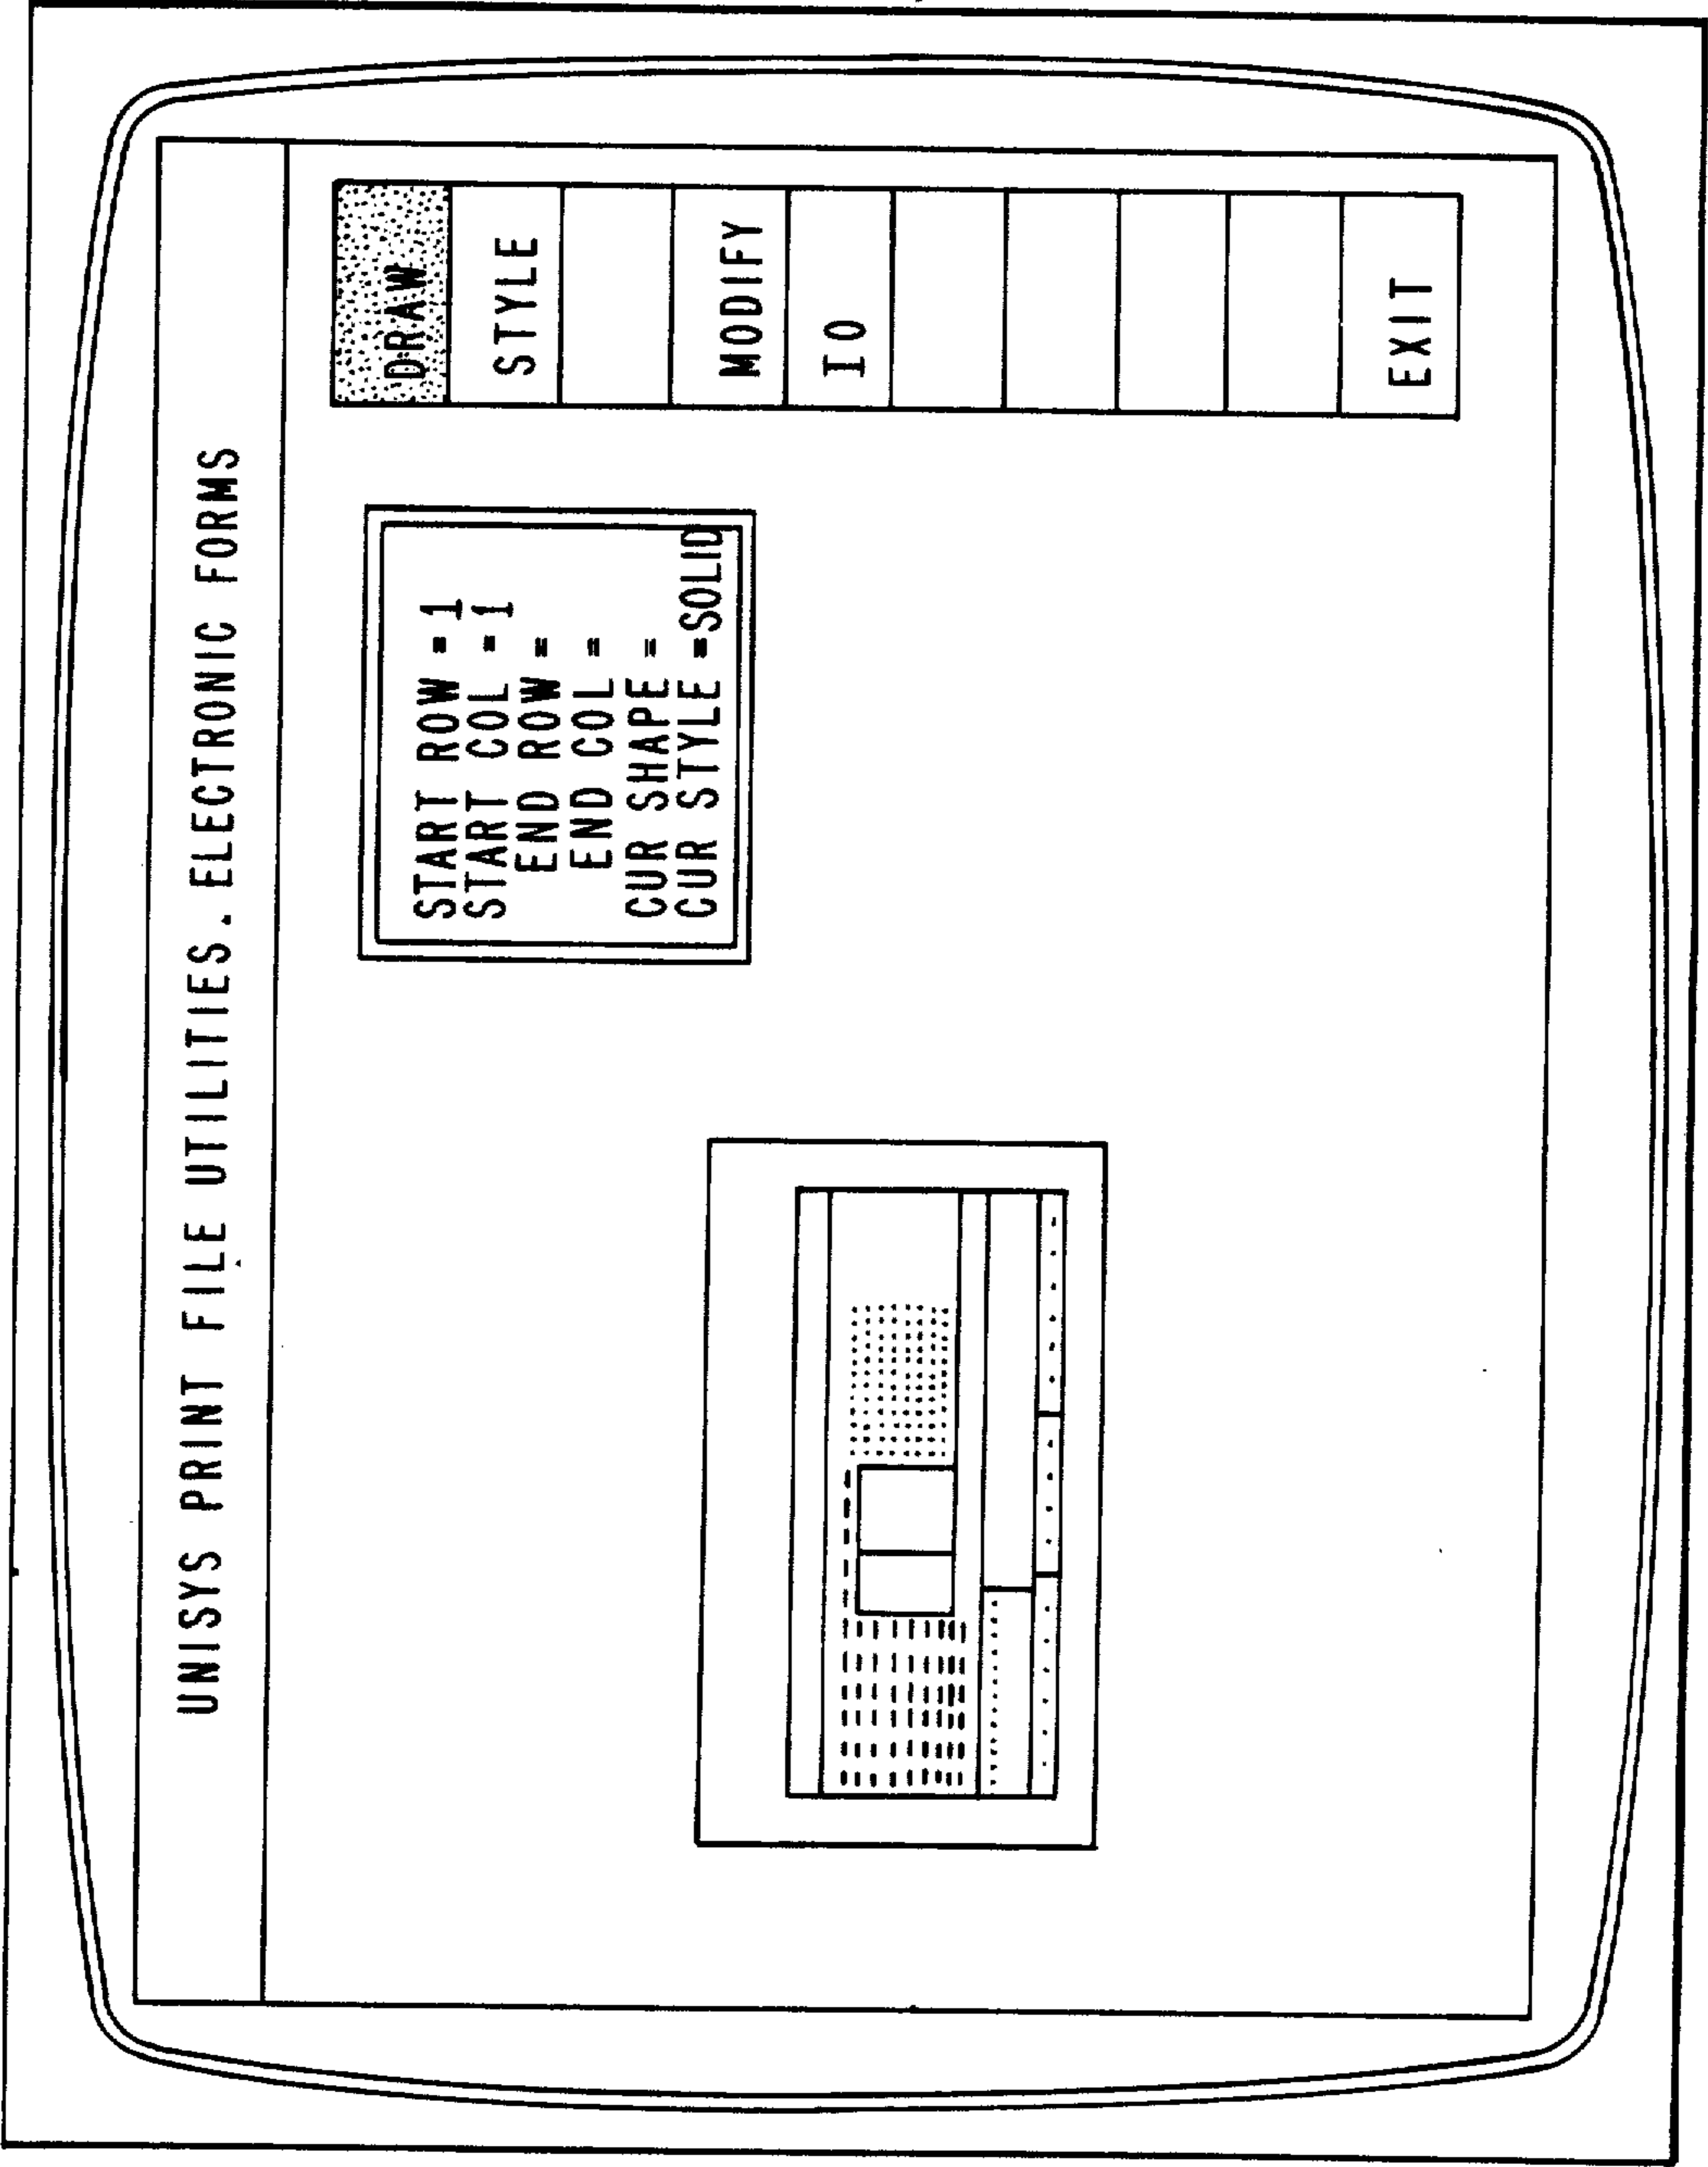 UNISYS PRINT FILE UTILITIES. ELECTRONIC FORMS
START ROW = 1
START COL = 1
END ROW =
END COL =
CUR SHAPE =
CUR STYLE =SOLID
DRAW
STYLE
MODIFY
IO
EXIT